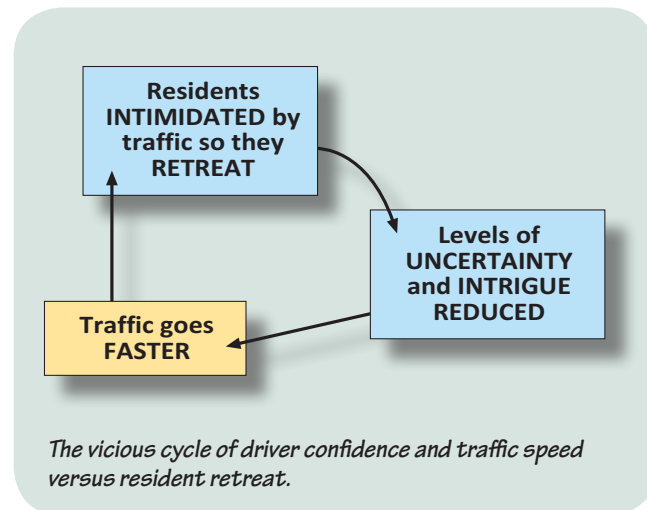 Residents
INTIMIDATED by
traffic so they
RETREAT
Levels of
UNCERTAINTY
and INTRIGUE
REDUCED
Traffic goes
FASTER
The vicious cycle of driver confidence and traffic speed
versus resident retreat.